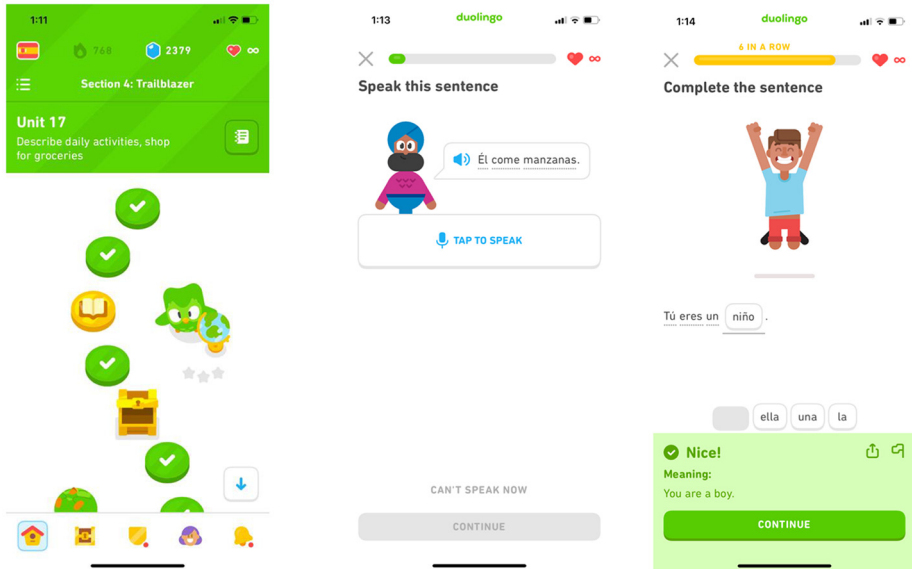 1:11
768
2379
∞
Section 4: Trailblazer
Unit 17
Describe daily activities, shop
for groceries
1:13
duolingo
∞
Speak this sentence
Él come manzanas.
TAP TO SPEAK
CAN'T SPEAK NOW
CONTINUE
1:14
duolingo
6 IN A ROW
∞
Complete the sentence
Tú eres un niño .
ella una la
Nice!
Meaning:
You are a boy.
CONTINUE